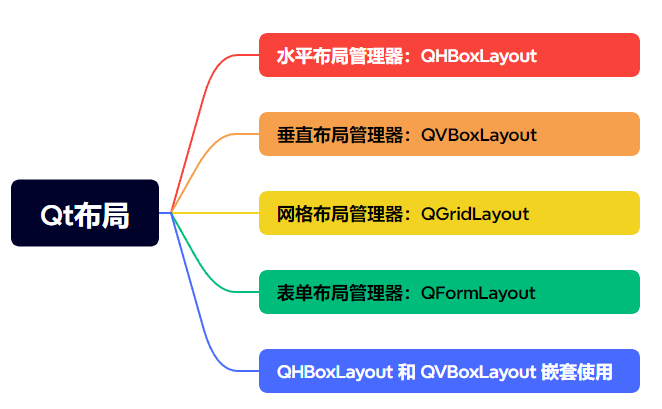 Qt布局
水平布局管理器：QHBoxLayout
垂直布局管理器：QVBoxLayout
网格布局管理器：QGridLayout
表单布局管理器：QFormLayout
QHBoxLayout 和 QVBoxLayout 嵌套使用